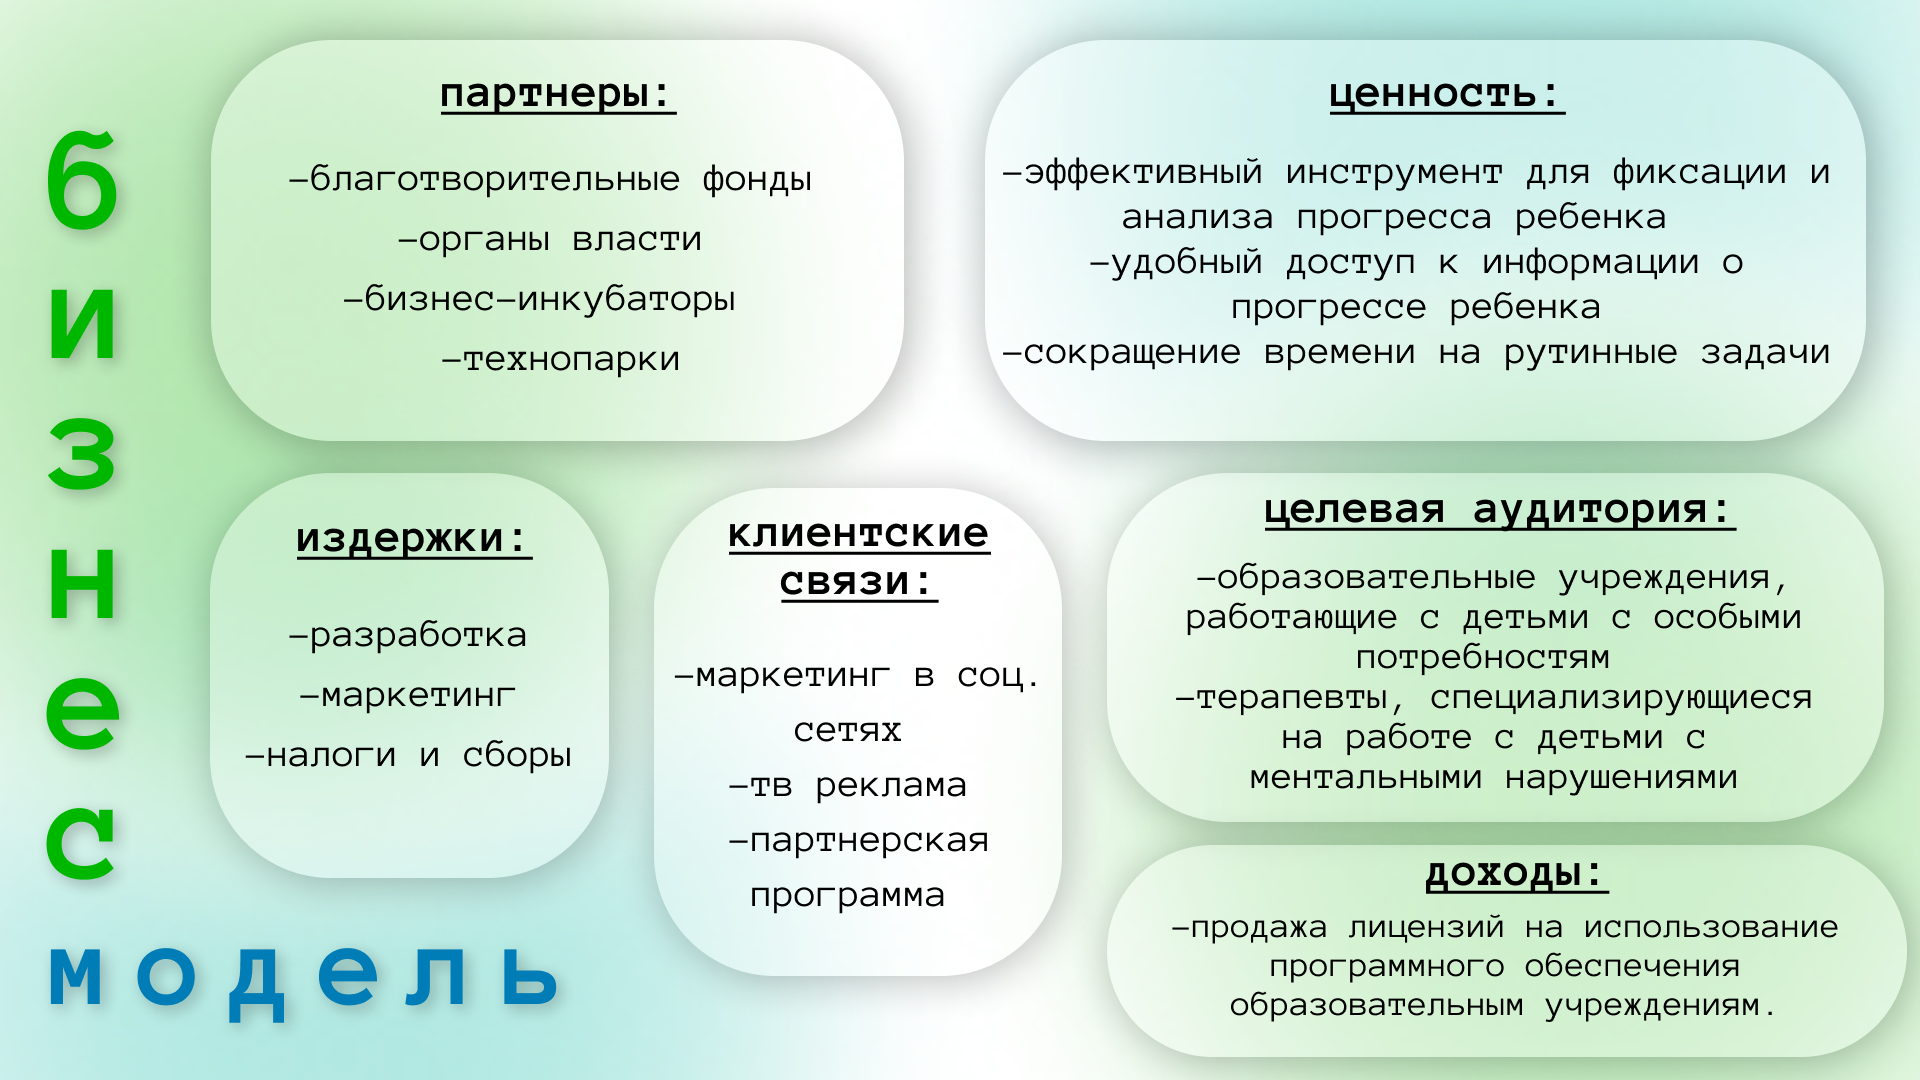 бизнес
модель
партнеры:
-благотворительные фонды
-органы власти
-бизнес-инкубаторы
-технопарки
ценность:
-эффективный инструмент для фиксации и
анализа прогресса ребенка
-удобный доступ к информации о
прогрессе ребенка
-сокращение времени на рутинные задачи
издержки:
-разработка
-маркетинг
-налоги и сборы
клиентские
связи:
-маркетинг в соц.
сетях
-тв реклама
-партнерская
программа
целевая аудитория:
-образовательные учреждения,
работающие с детьми с особыми
потребностям
-терапевты, специализирующиеся
на работе с детьми с
ментальными нарушениями
доходы:
-продажа лицензий на использование
программного обеспечения
образовательным учреждениям.